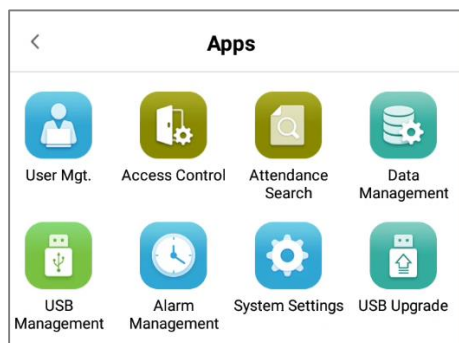 Apps
User Mgt.
Access Control
Attendance
Search
Data
Management
USB
Management
Alarm
Management
System Settings
USB Upgrade